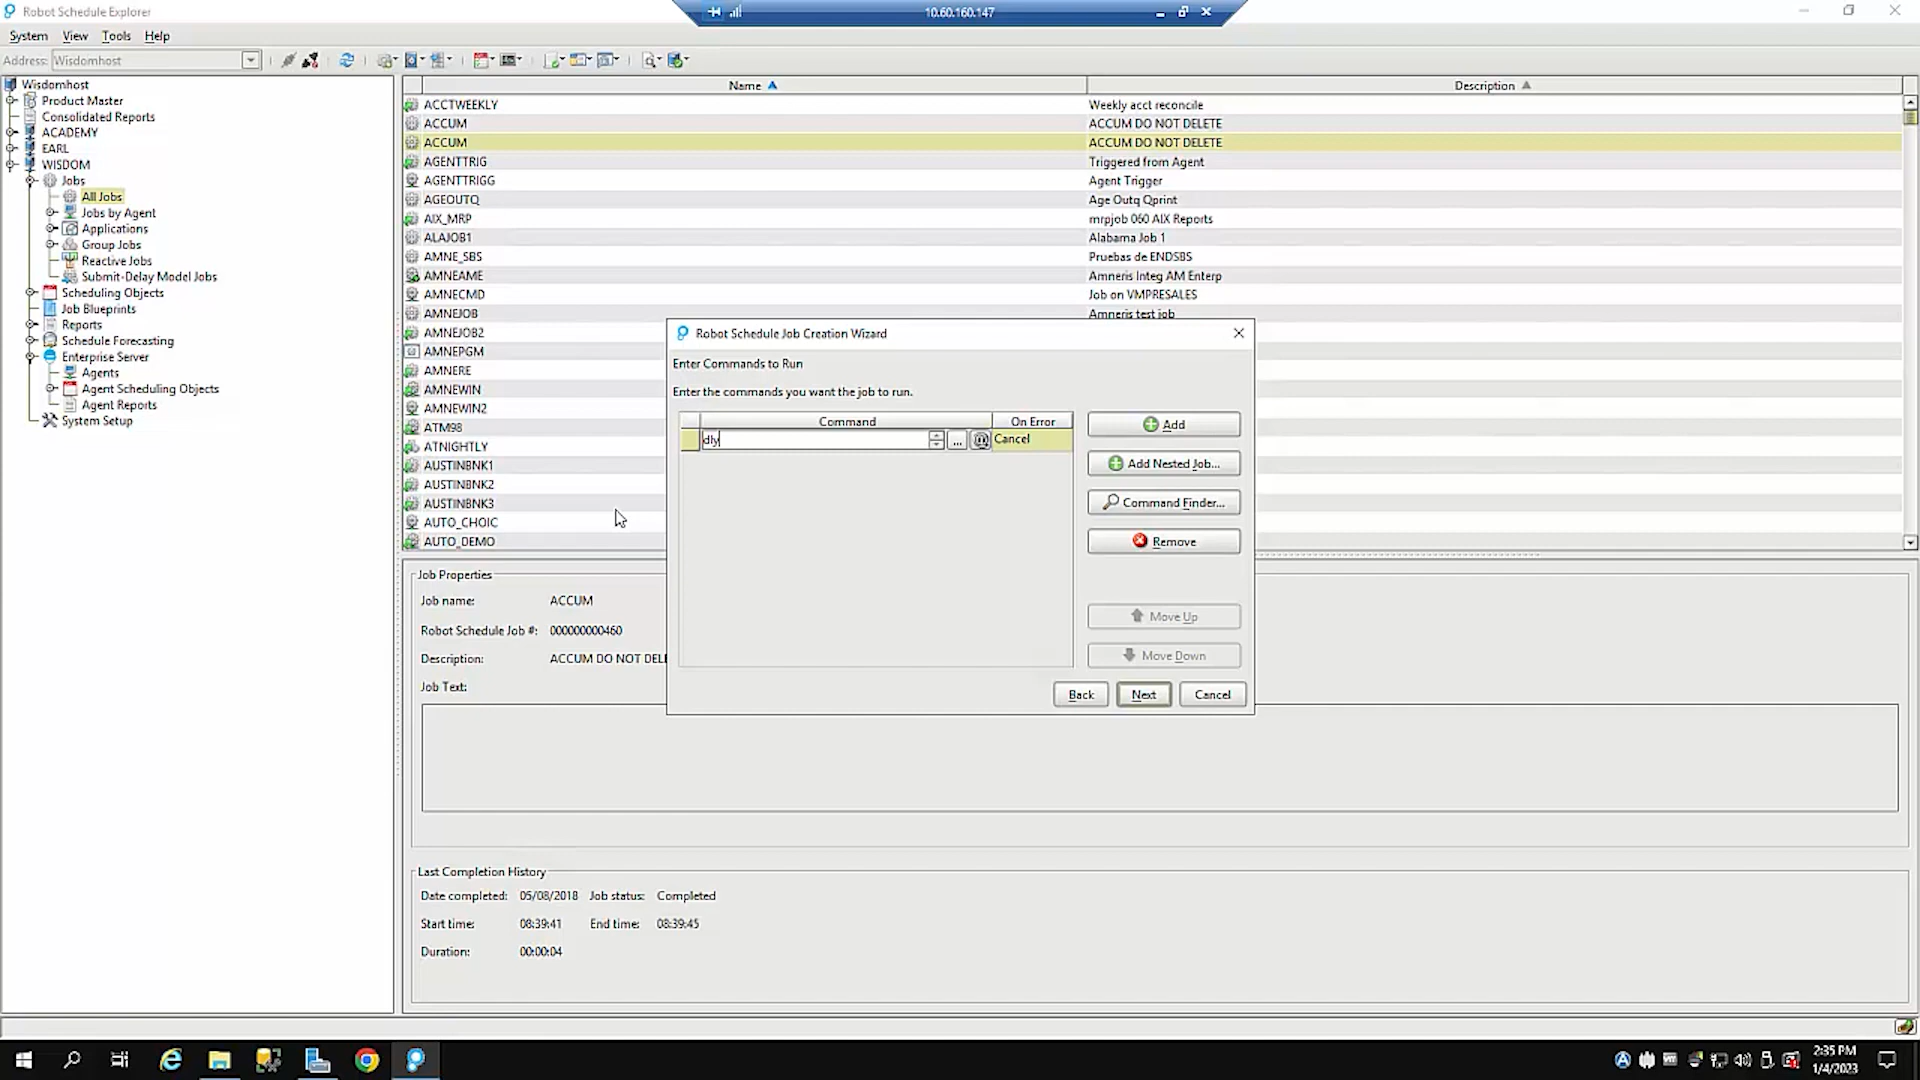 Robot Schedule Explorer
10.60.160.147
System View Tools Help
Address: Wisdomhost
Wisdomhost
Product Master
Consolidated Reports
ACADEMY
EARL
WISDOM
Jobs
All Jobs
Jobs by Agent
Applications
Group Jobs
Reactive Jobs
Submit-Delay Model Jobs
Scheduling Objects
Job Blueprints
Reports
Schedule Forecasting
Enterprise Server
Agents
Agent Scheduling Objects
Agent Reports
System Setup
Name Description
ACCTWEEKLY Weekly acct reconcile
ACCUM ACCUM DO NOT DELETE
ACCUM ACCUM DO NOT DELETE
AGENTTRIG Triggered from Agent
AGENTTRIGG Agent Trigger
AGEOUTQ Age Outq Qprint
AIX_MRP mrpjob 060 AIX Reports
ALAJOB1 Alabama Job 1
AMNE_SBS Pruebas de ENDSBS
AMNEAME Amneris Integ AM Enterp
AMNECMD Job on VMPRESALES
AMNEJOB Amneris test job
AMNEJOB2
AMNEPGM
AMNERE
AMNEWIN
AMNEWIN2
ATM98
ATNIGHTLY
AUSTINBNK1
AUSTINBNK2
AUSTINBNK3
AUTO_CHOIC
AUTO_DEMO
Robot Schedule Job Creation Wizard
Enter Commands to Run
Enter the commands you want the job to run.
Command On Error
dly ... Cancel
Add
Add Nested Job...
Command Finder...
Remove
Move Up
Move Down
Back Next Cancel
Job Properties
Job name: ACCUM
Robot Schedule Job #: 000000000460
Description: ACCUM DO NOT DEL
Job Text:
Last Completion History
Date completed: 05/08/2018 Job status: Completed
Start time: 08:39:41 End time: 08:39:45
Duration: 00:00:04
2:35 PM
1/4/2023